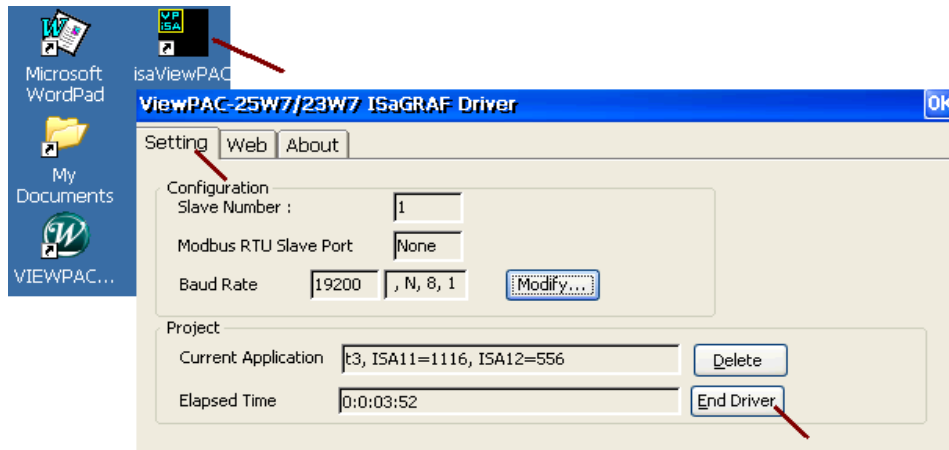 VP
iSA
Microsoft
WordPad
isaViewPAC
My
Documents
VIEWPAC...
ViewPAC-25W7/23W7 ISaGRAF Driver
OK
Setting
Web
About
Configuration
Slave Number :
1
Modbus RTU Slave Port
None
Baud Rate
19200
, N, 8, 1
Modify...
Project
Current Application
t3, ISA11=1116, ISA12=556
Delete
Elapsed Time
0:0:03:52
End Driver